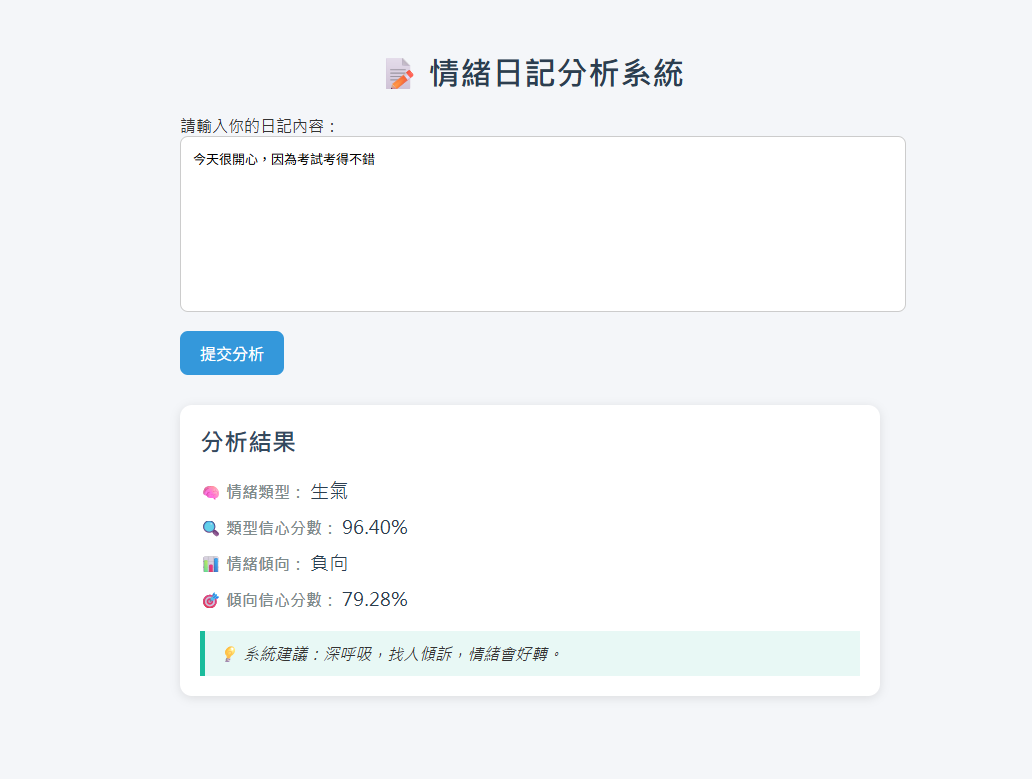 情緒日記分析系統
請輸入你的日記內容：
今天很開心，因為考試考得不錯
提交分析
分析結果
情緒類型： 生氣
類型信心分數： 96.40%
情緒傾向： 負向
傾向信心分數： 79.28%
系統建議：深呼吸，找人傾訴，情緒會好轉。